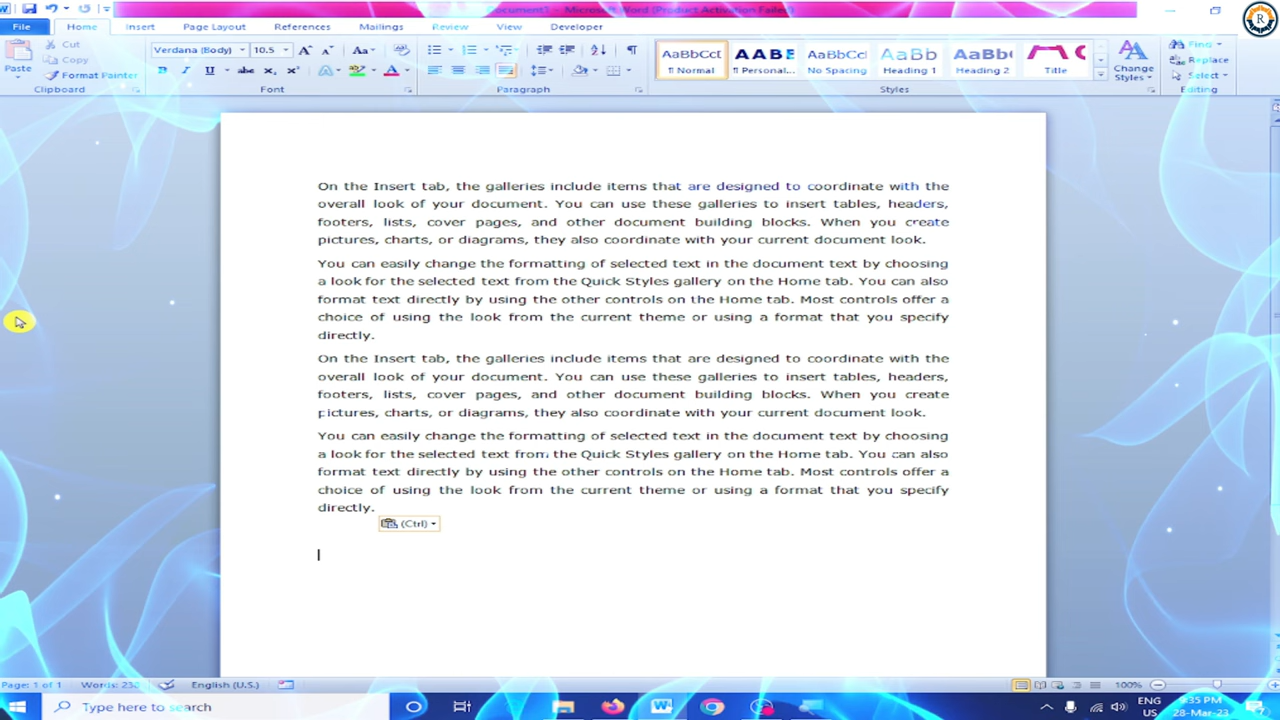 Document1 - Microsoft Word (Product Activation Failed)
File Home Insert Page Layout References Mailings Review View Developer
Paste
Cut
Copy
Format Painter
Clipboard
Verdana (Body) 10.5
Font
Paragraph
AaBbCcI AABE AaBbCcI AaBb AaBb
¶ Normal ¶ Personal... No Spacing Heading 1 Heading 2 Title
Styles
Change Styles
Find
Replace
Select
Editing
R
On the Insert tab, the galleries include items that are designed to coordinate with the
overall look of your document. You can use these galleries to insert tables, headers,
footers, lists, cover pages, and other document building blocks. When you create
pictures, charts, or diagrams, they also coordinate with your current document look.
You can easily change the formatting of selected text in the document text by choosing
a look for the selected text from the Quick Styles gallery on the Home tab. You can also
format text directly by using the other controls on the Home tab. Most controls offer a
choice of using the look from the current theme or using a format that you specify
directly.
On the Insert tab, the galleries include items that are designed to coordinate with the
overall look of your document. You can use these galleries to insert tables, headers,
footers, lists, cover pages, and other document building blocks. When you create
pictures, charts, or diagrams, they also coordinate with your current document look.
You can easily change the formatting of selected text in the document text by choosing
a look for the selected text from the Quick Styles gallery on the Home tab. You can also
format text directly by using the other controls on the Home tab. Most controls offer a
choice of using the look from the current theme or using a format that you specify
directly.
(Ctrl)
Page: 1 of 1 Words: 230 English (U.S.) 100%
Type here to search
ENG
US
:35 PM
28-Mar-23